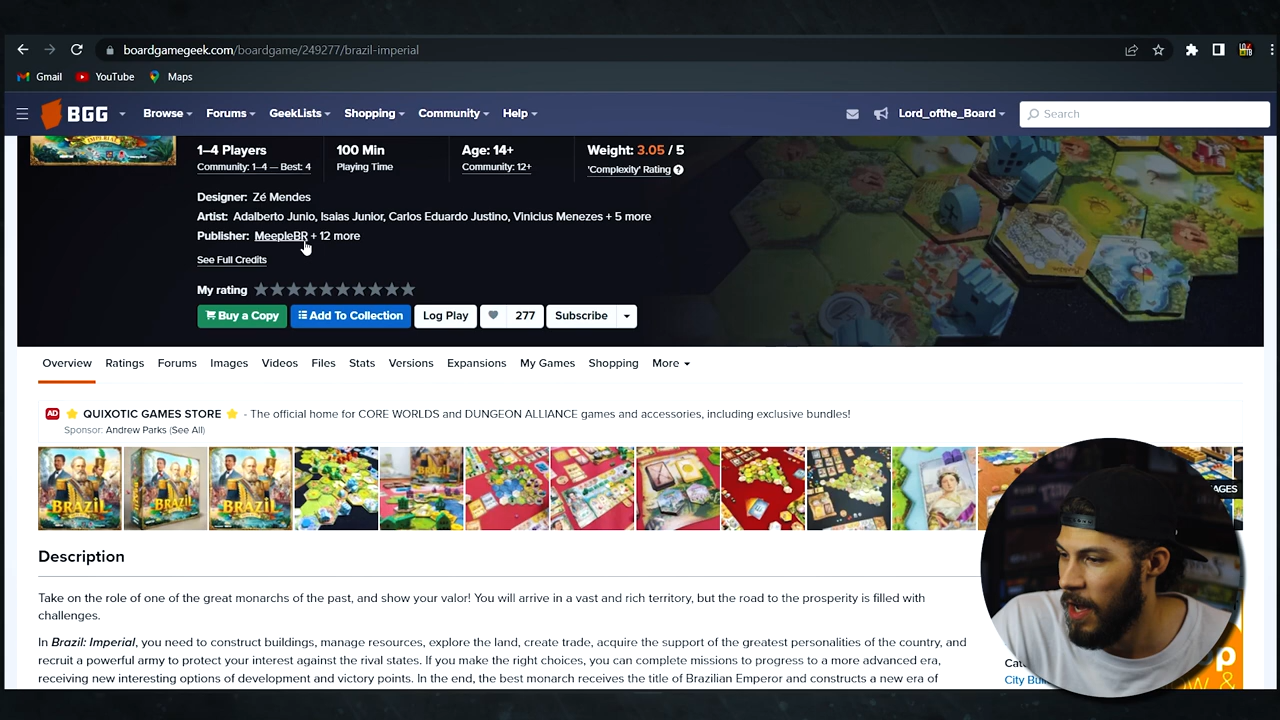 boardgamegeek.com/boardgame/249277/brazil-imperial
Gmail YouTube Maps
BGG Browse Forums GeekLists Shopping Community Help Lord_ofthe_Board Search
1–4 Players 100 Min Age: 14+ Weight: 3.05 / 5
Community: 1–4 — Best: 4 Playing Time Community: 12+ 'Complexity' Rating ?
Designer: Zé Mendes
Artist: Adalberto Junio, Isaias Junior, Carlos Eduardo Justino, Vinicius Menezes + 5 more
Publisher: MeepleBR + 12 more
See Full Credits
My rating
Buy a Copy Add To Collection Log Play 277 Subscribe
Overview Ratings Forums Images Videos Files Stats Versions Expansions My Games Shopping More
AD QUIXOTIC GAMES STORE - The official home for CORE WORLDS and DUNGEON ALLIANCE games and accessories, including exclusive bundles!
Sponsor: Andrew Parks (See All)
BRAZIL BRAZIL BRAZIL BRAZIL
AGES
Description
Take on the role of one of the great monarchs of the past, and show your valor! You will arrive in a vast and rich territory, but the road to the prosperity is filled with
challenges.
In Brazil: Imperial, you need to construct buildings, manage resources, explore the land, create trade, acquire the support of the greatest personalities of the country, and
recruit a powerful army to protect your interest against the rival states. If you make the right choices, you can complete missions to progress to a more advanced era,
receiving new interesting options of development and victory points. In the end, the best monarch receives the title of Brazilian Emperor and constructs a new era of
City Bui